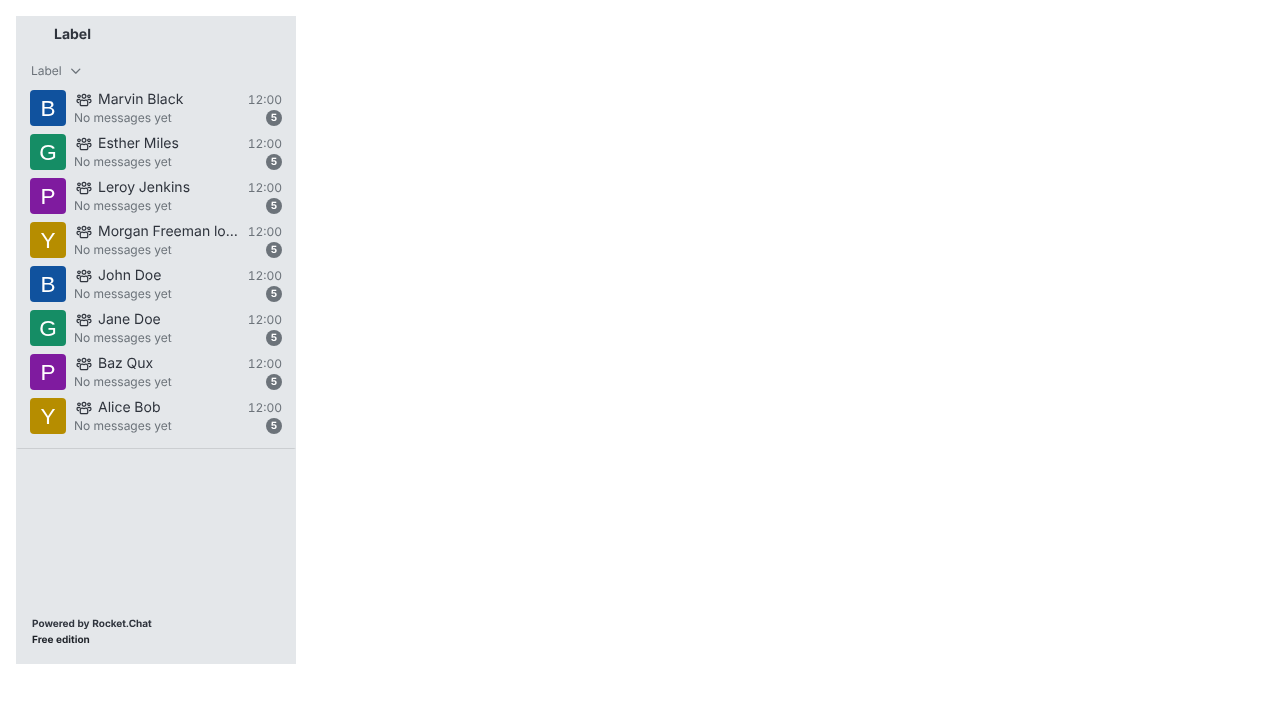 Label
Label
B Marvin Black 12:00
No messages yet 5
G Esther Miles 12:00
No messages yet 5
P Leroy Jenkins 12:00
No messages yet 5
Y Morgan Freeman lo... 12:00
No messages yet 5
B John Doe 12:00
No messages yet 5
G Jane Doe 12:00
No messages yet 5
P Baz Qux 12:00
No messages yet 5
Y Alice Bob 12:00
No messages yet 5
Powered by Rocket.Chat
Free edition